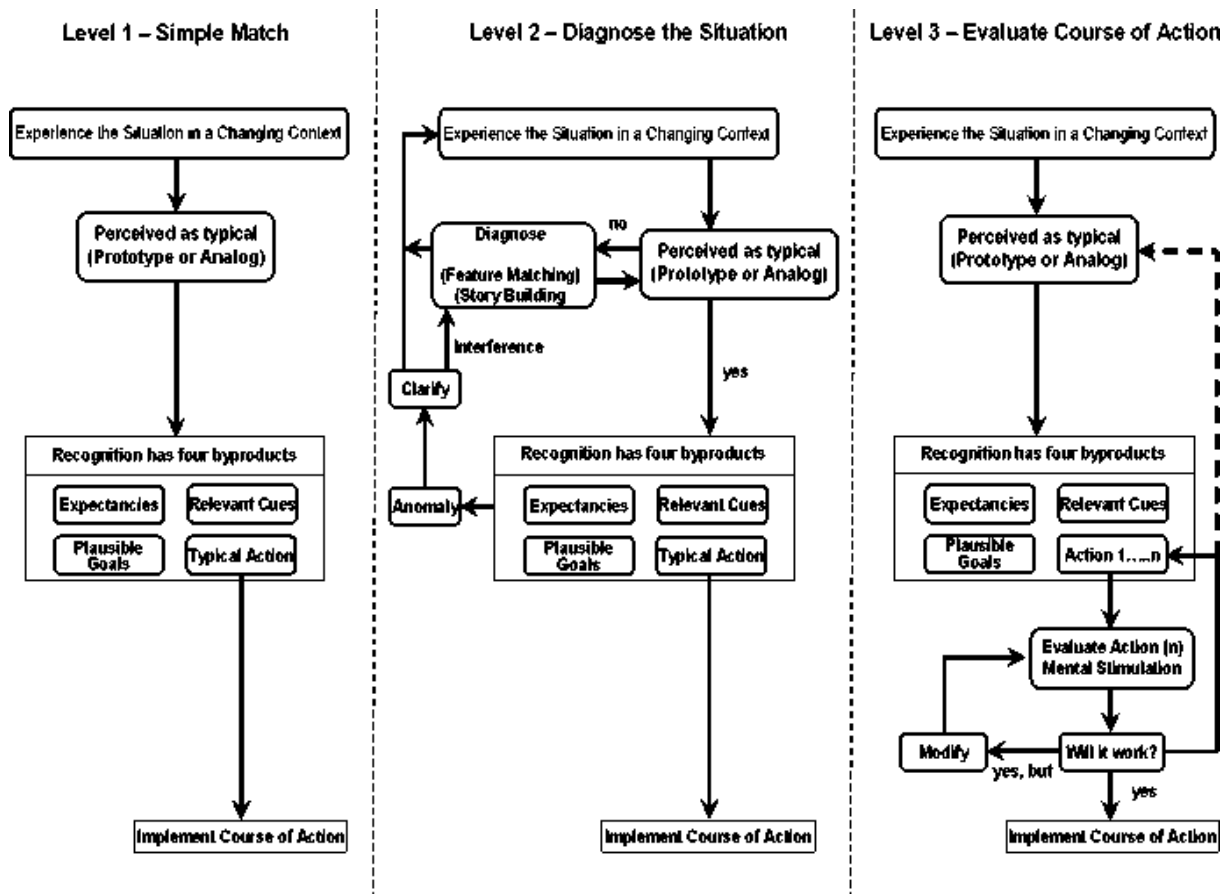 Level 1 – Simple Match
Experience the Situation in a Changing Context
Perceived as typical
(Prototype or Analog)
Recognition has four byproducts
Expectancies
Relevant Cues
Plausible
Goals
Typical Action
Implement Course of Action
Level 2 – Diagnose the Situation
Experience the Situation in a Changing Context
no
Diagnose
(Feature Matching)
(Story Building
Perceived as typical
(Prototype or Analog)
Interference
yes
Clarify
Recognition has four byproducts
Anomaly
Expectancies
Relevant Cues
Plausible
Goals
Typical Action
Implement Course of Action
Level 3 – Evaluate Course of Action
Experience the Situation in a Changing Context
Perceived as typical
(Prototype or Analog)
Recognition has four byproducts
Expectancies
Relevant Cues
Plausible
Goals
Action 1.....n
Evaluate Action (n)
Mental Stimulation
Modify
Will it work?
yes, but
yes
Implement Course of Action